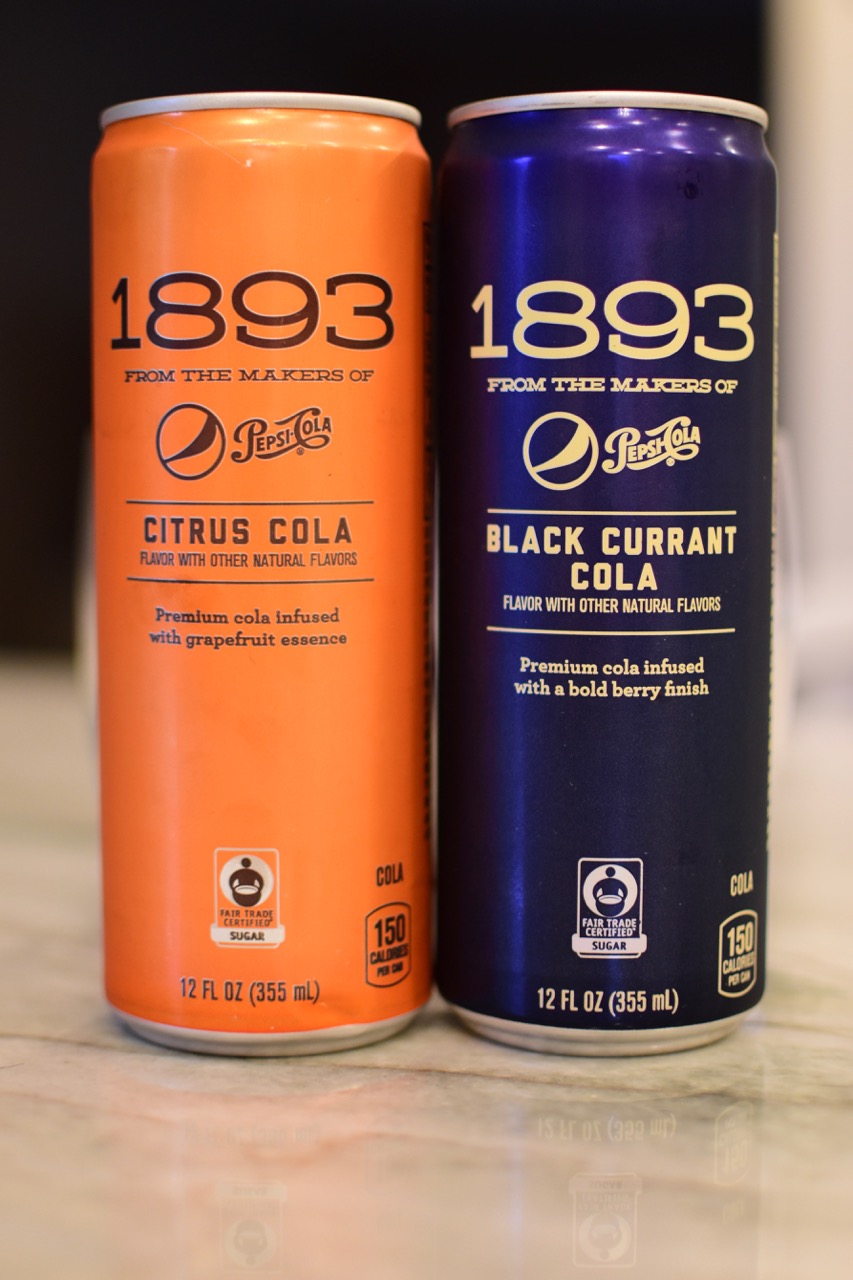 1893
FROM THE MAKERS OF
PEPSI-COLA®
CITRUS COLA
FLAVOR WITH OTHER NATURAL FLAVORS
Premium cola infused
with grapefruit essence
FAIR TRADE
CERTIFIED
SUGAR
COLA
150
CALORIES
PER CAN
12 FL OZ (355 mL)
1893
FROM THE MAKERS OF
PEPSI-COLA®
BLACK CURRANT
COLA
FLAVOR WITH OTHER NATURAL FLAVORS
Premium cola infused
with a bold berry finish
FAIR TRADE
CERTIFIED
SUGAR
COLA
150
CALORIES
PER CAN
12 FL OZ (355 mL)